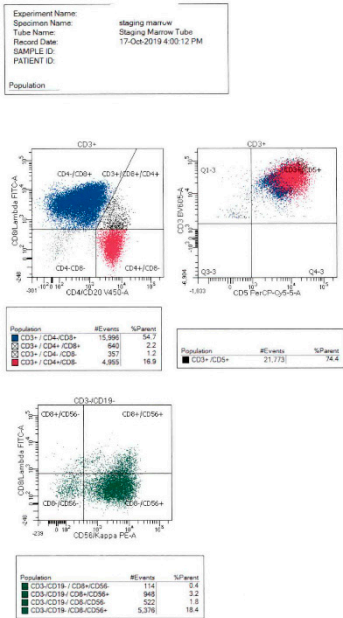 Experiment Name:
Specimen Name: staging marrow
Tube Name: Staging Marrow Tube
Record Date: 17-Oct-2019 4:00:12 PM
SAMPLE ID:
PATIENT ID:
Population
CD3+
CD4-/CD8+ CD3+/CD8+/CD4+
CD4-CD8- CD4+/CD8-
CD8/Lambda FITC-A
CD4/CD20 V450-A
CD3+
Q1-3 CD3+/CD5+
Q3-3 Q4-3
CD3 BV605-A
CD5 PerCP-Cy5-5-A
Population #Events %Parent
CD3+ / CD4-/CD8+ 15,996 54.7
CD3+ / CD4+ /CD8+ 640 2.2
CD3+ / CD4-CD8- 357 1.2
CD3+ / CD4+/CD8- 4,955 16.9
Population #Events %Parent
CD3+ /CD5+ 21,773 74.4
CD3-/CD19-
CD8+/CD56- CD8+/CD56+
CD8-/CD56- CD8-/CD56+
CD8/Lambda FITC-A
CD56/Kappa PE-A
Population #Events %Parent
CD3-/CD19- / CD8+/CD56- 114 0.4
CD3-/CD19-/ CD8+/CD56+ 948 3.2
CD3-/CD19-/CD8-/CD56- 522 1.8
CD3-/CD19-/CD8-/CD56+ 5,376 18.4